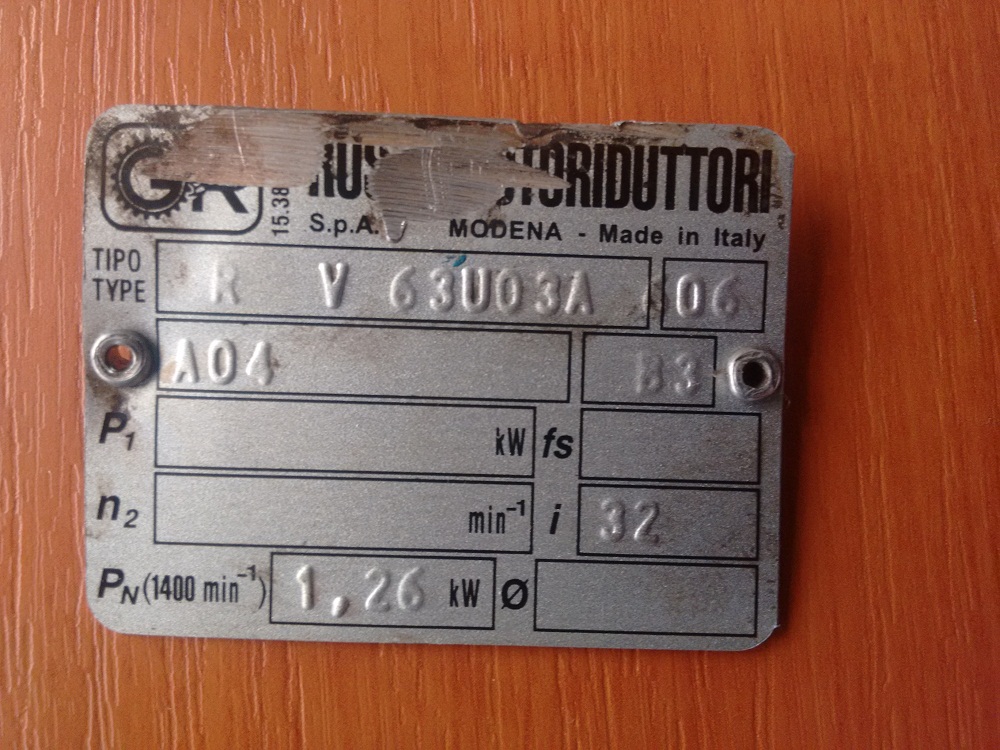 GR 15.38
S.p.A. MODENA - Made in Italy
TIPO
TYPE
R V 63U03A 06
A04 B3
P1 kW fs
n2 min-1 i 32
PN (1400 min-1) 1,26 kW Ø